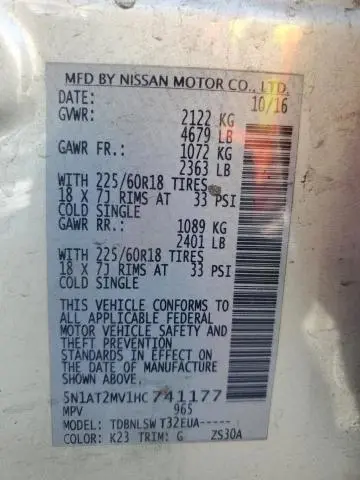 MFD BY NISSAN MOTOR CO., LTD.
DATE: 10/16
GVWR: 2122 KG
4679 LB
GAWR FR.: 1072 KG
2363 LB
WITH 225/60R18 TIRES
18 X 7J RIMS AT 33 PSI
COLD SINGLE
GAWR RR.: 1089 KG
2401 LB
WITH 225/60R18 TIRES
18 X 7J RIMS AT 33 PSI
COLD SINGLE
THIS VEHICLE CONFORMS TO
ALL APPLICABLE FEDERAL
MOTOR VEHICLE SAFETY AND
THEFT PREVENTION
STANDARDS IN EFFECT ON
THE DATE OF MANUFACTURE
SHOWN ABOVE.
5N1AT2MV1HC741177
MPV 965
MODEL: TDBNLSW T32EUA-----
COLOR: K23 TRIM: G ZS30A